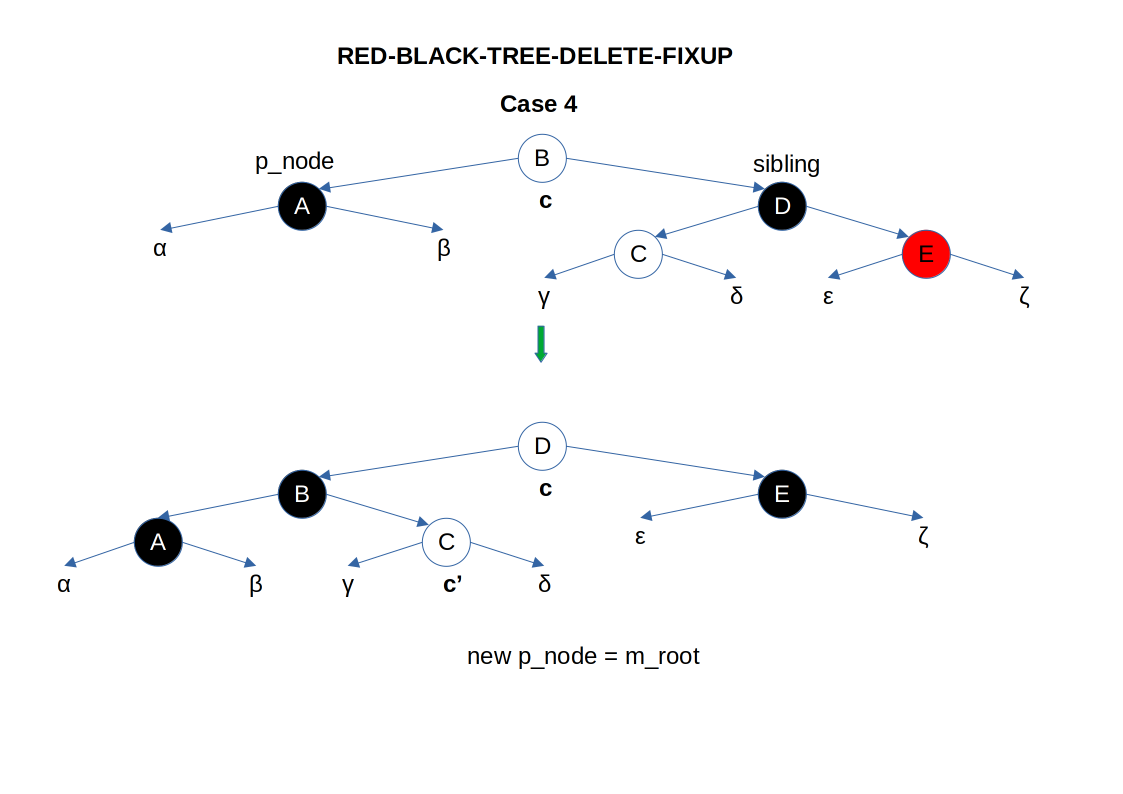 RED-BLACK-TREE-DELETE-FIXUP
Case 4
B
p_node
sibling
c
A
D
α
β
C
E
γ
δ
ε
ζ
D
c
B
E
A
C
ε
ζ
α
β
γ
c’
δ
new p_node = m_root